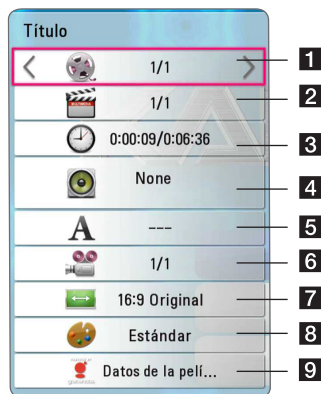 Título
1/1
1
1/1
2
0:00:09/0:06:36
3
None
4
A
---
5
1/1
6
16:9 Original
7
Estándar
8
Datos de la pelí...
9